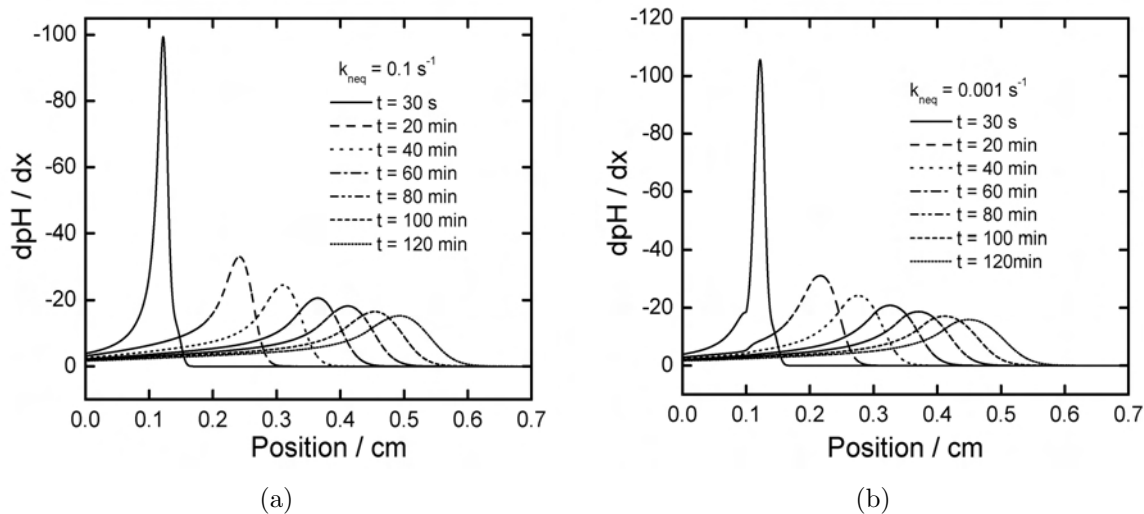 -100
-80
-60
-40
-20
0
dpH / dx
k_neq = 0.1 s⁻¹
t = 30 s
t = 20 min
t = 40 min
t = 60 min
t = 80 min
t = 100 min
t = 120 min
0.0 0.1 0.2 0.3 0.4 0.5 0.6 0.7
Position / cm
(a)
-120
-100
-80
-60
-40
-20
0
dpH / dx
k_neq = 0.001 s⁻¹
t = 30 s
t = 20 min
t = 40 min
t = 60 min
t = 80 min
t = 100 min
t = 120min
0.0 0.1 0.2 0.3 0.4 0.5 0.6 0.7
Position / cm
(b)